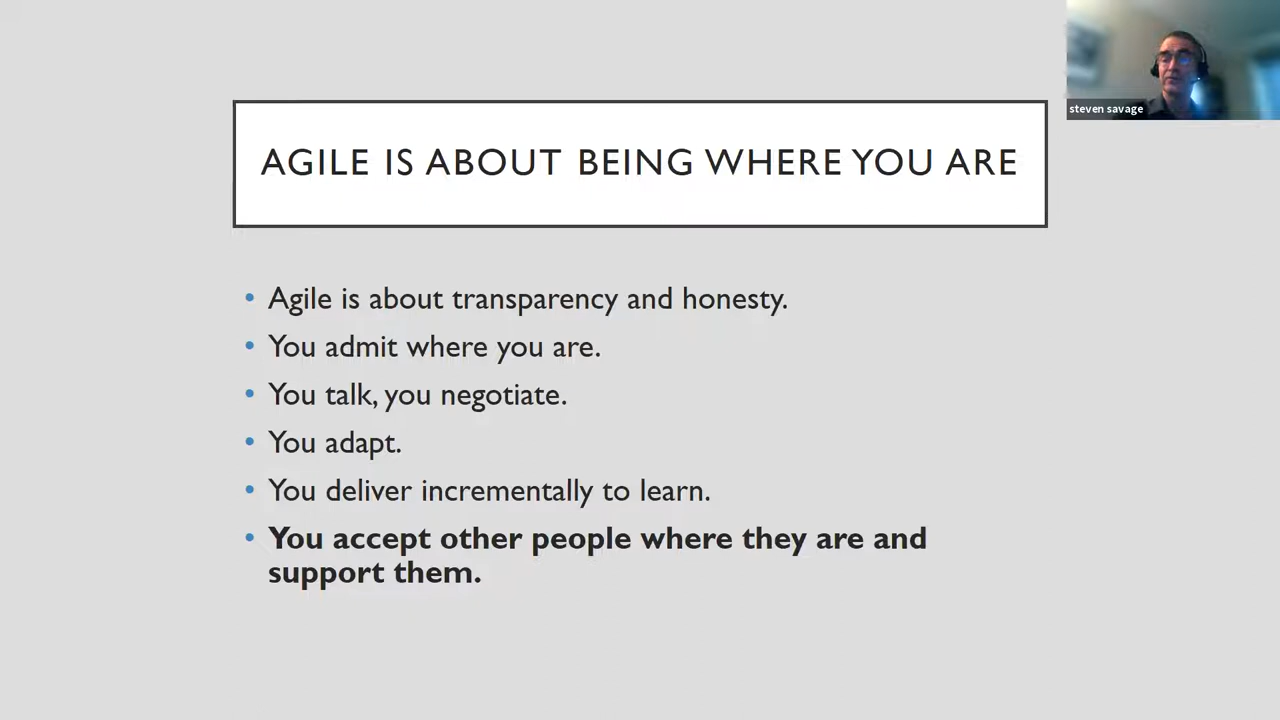 steven savage
AGILE IS ABOUT BEING WHERE YOU ARE
• Agile is about transparency and honesty.
• You admit where you are.
• You talk, you negotiate.
• You adapt.
• You deliver incrementally to learn.
• You accept other people where they are and
support them.